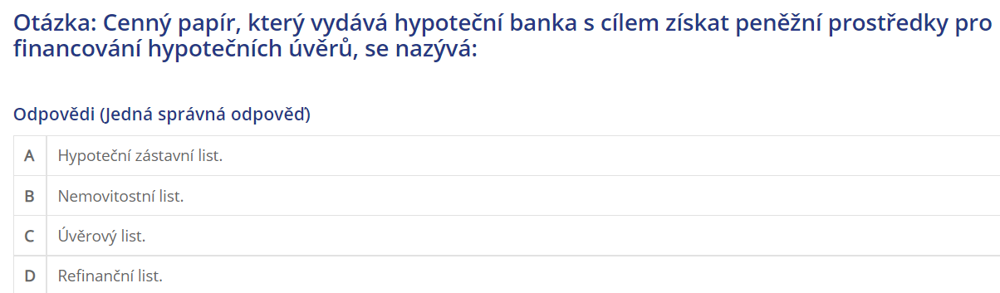 Otázka: Cenný papír, který vydává hypoteční banka s cílem získat peněžní prostředky pro
financování hypotečních úvěrů, se nazývá:
Odpovědi (Jedná správná odpověď)
A Hypoteční zástavní list.
B Nemovitostní list.
C Úvěrový list.
D Refinanční list.